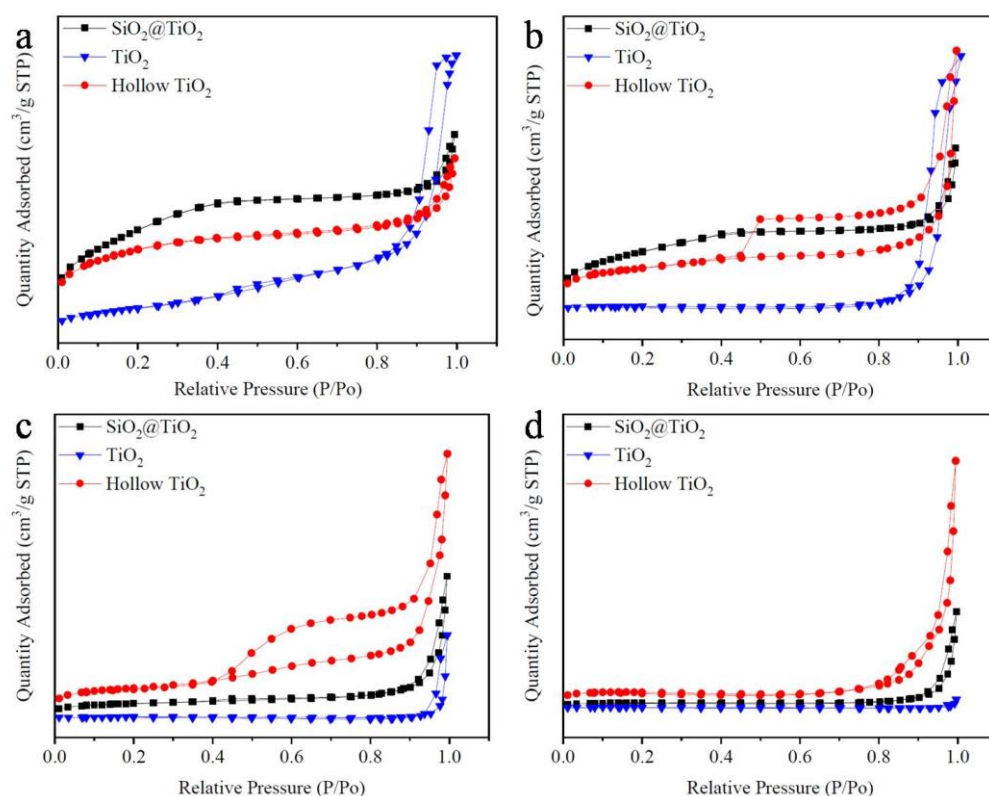 a
SiO₂@TiO₂
TiO₂
Hollow TiO₂
Quantity Adsorbed (cm³/g STP)
0.0 0.2 0.4 0.6 0.8 1.0
Relative Pressure (P/Po)
b
SiO₂@TiO₂
TiO₂
Hollow TiO₂
Quantity Adsorbed (cm³/g STP)
0.0 0.2 0.4 0.6 0.8 1.0
Relative Pressure (P/Po)
c
SiO₂@TiO₂
TiO₂
Hollow TiO₂
Quantity Adsorbed (cm³/g STP)
0.0 0.2 0.4 0.6 0.8 1.0
Relative Pressure (P/Po)
d
SiO₂@TiO₂
TiO₂
Hollow TiO₂
Quantity Adsorbed (cm³/g STP)
0.0 0.2 0.4 0.6 0.8 1.0
Relative Pressure (P/Po)